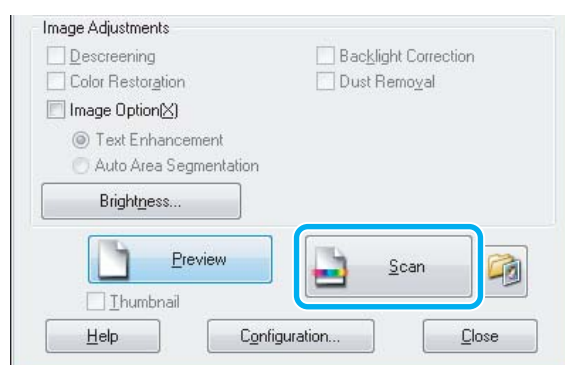 Image Adjustments
Descreening Backlight Correction
Color Restoration Dust Removal
Image Option(X)
Text Enhancement
Auto Area Segmentation
Brightness...
Preview Scan
Thumbnail
Help Configuration... Close